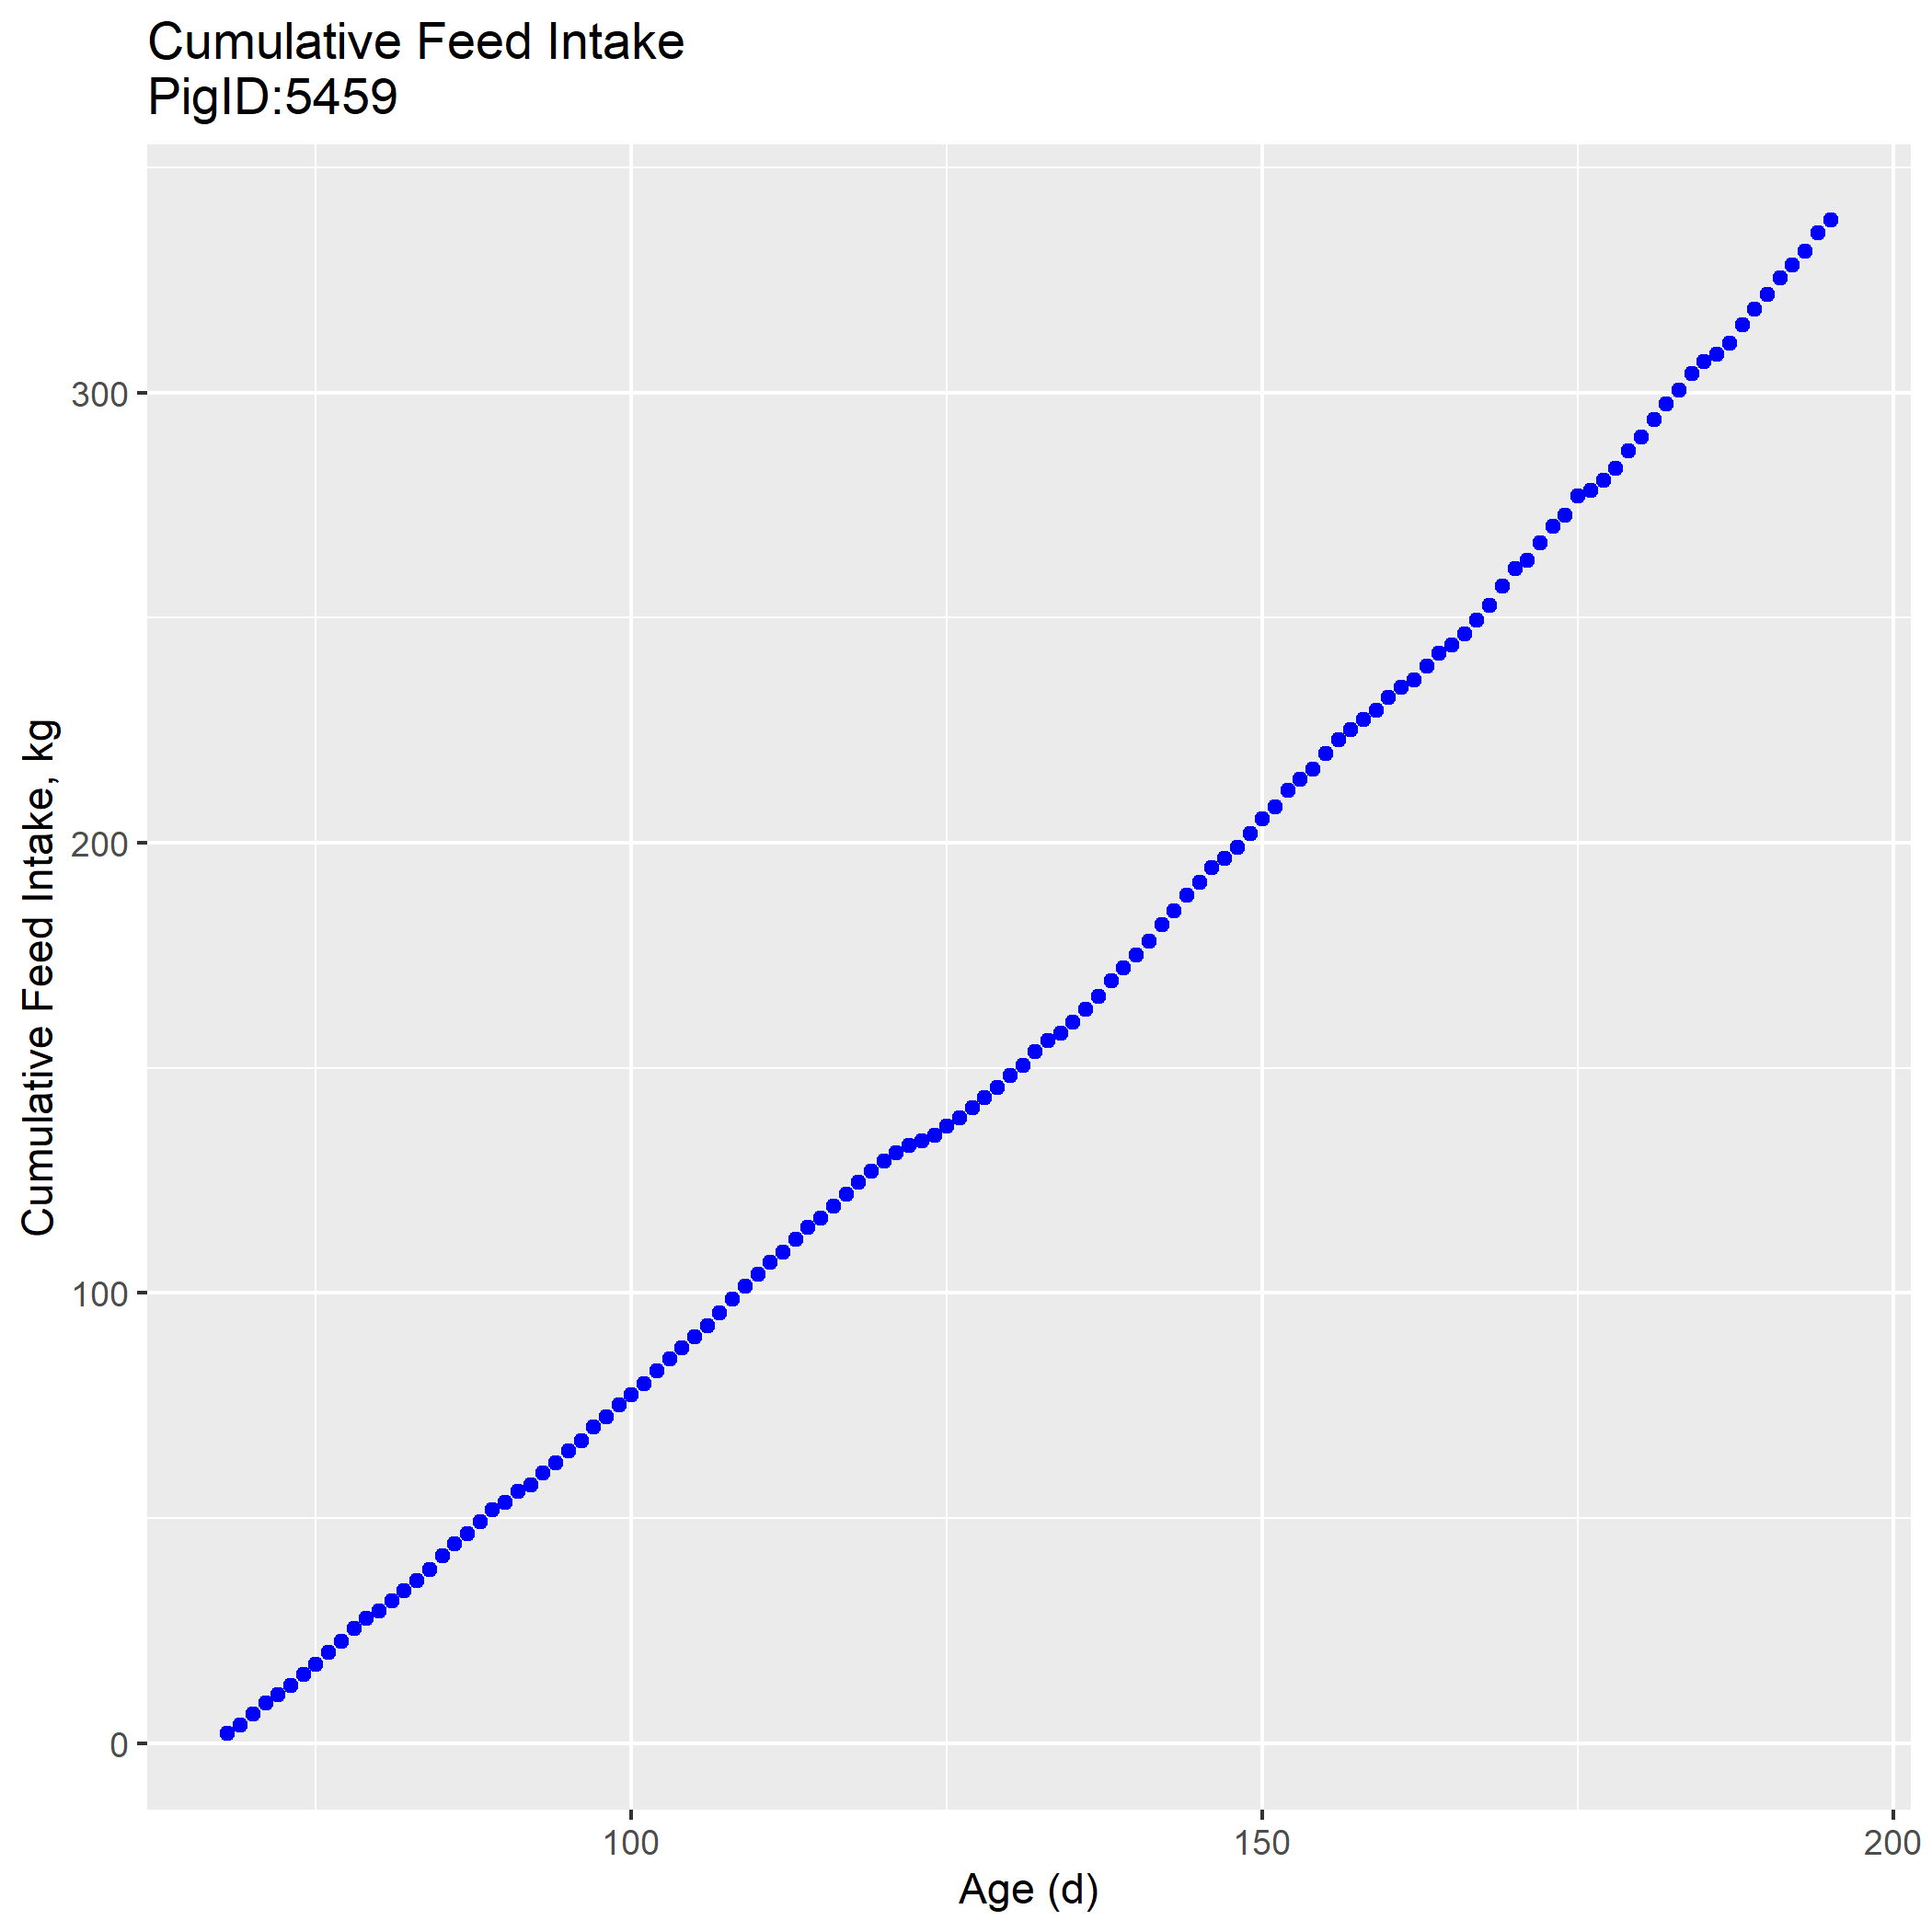 Cumulative Feed Intake
PigID:5459
Cumulative Feed Intake, kg
300
200
100
0
100
150
200
Age (d)